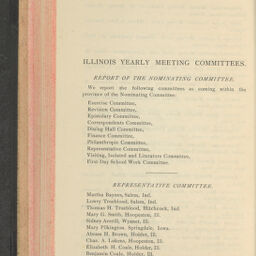 ILLINOIS YEARLY MEETING COMMITTEES.
REPORT OF THE NOMINATING COMMITTEE.
We report the following committees as coming within the
province of the Nominating Committee:
Exercise Committee,
Revision Committee,
Epistolary Committee,
Correspondents Committee,
Dining Hall Committee,
Finance Committee,
Philanthropic Committee,
Representative Committee,
Visiting, Isolated and Literature Committee,
First Day School Work Committee.
REPRESENTATIVE COMMITTEE.
Martha Baynes, Salem, Ind.
Lowry Trueblood, Salem, Ind.
Thomas H. Trueblood, Hitchcock, Ind.
Mary G. Smith, Hoopeston, Ill.
Sidney Averill, Wyanet, Ill.
Mary Pilkington, Springdale, Iowa.
Abram H. Brown, Holder, Ill.
Chas. A. Lukens, Hoopeston, Ill.
Elizabeth H. Coale, Holder, Ill.
Benjamin Coale, Holder, Ill.